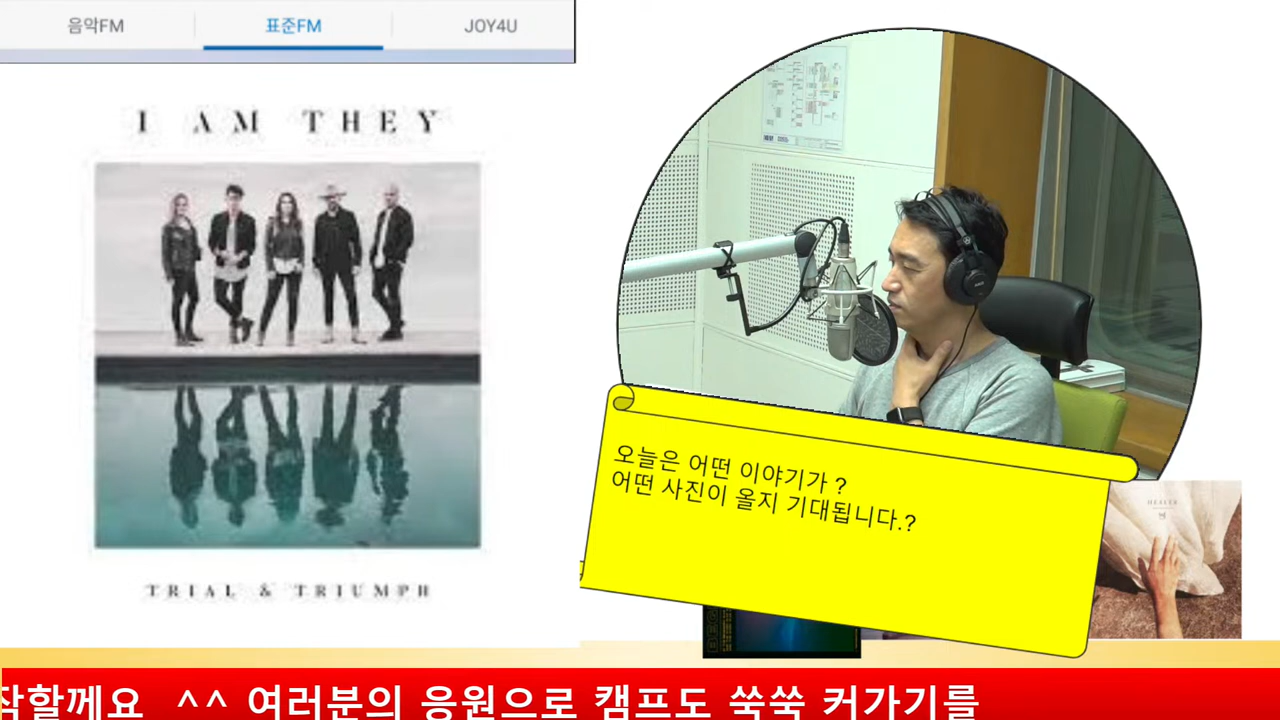 음악FM
표준FM
JOY4U
I AM THEY
TRIAL & TRIUMPH
오늘은 어떤 이야기가 ?
어떤 사진이 올지 기대됩니다.?
HEALER
작할께요 ^^ 여러분의 응원으로 캠프도 쑥쑥 커가기를